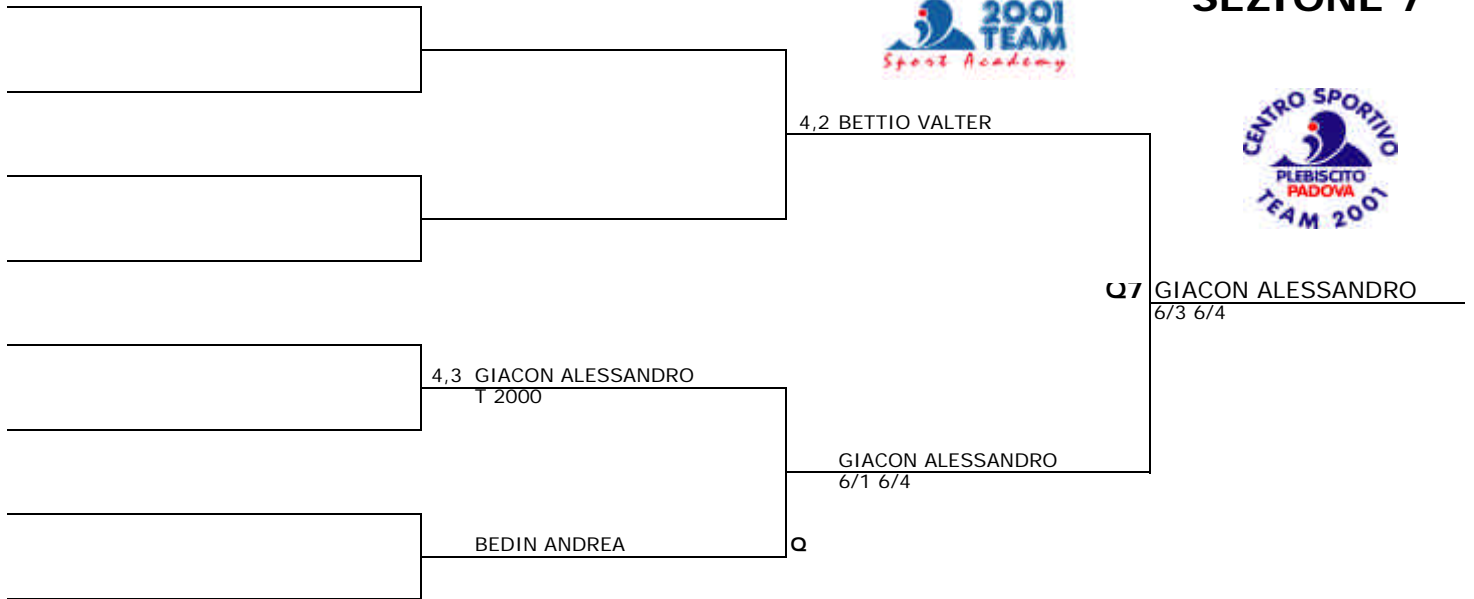 SEZIONE 7
2001
TEAM
Sport Academy
CENTRO SPORTIVO
PLEBISCITO
PADOVA
TEAM 2001
4,2 BETTIO VALTER
Q7 GIACON ALESSANDRO
6/3 6/4
4,3 GIACON ALESSANDRO
T 2000
GIACON ALESSANDRO
6/1 6/4
BEDIN ANDREA Q